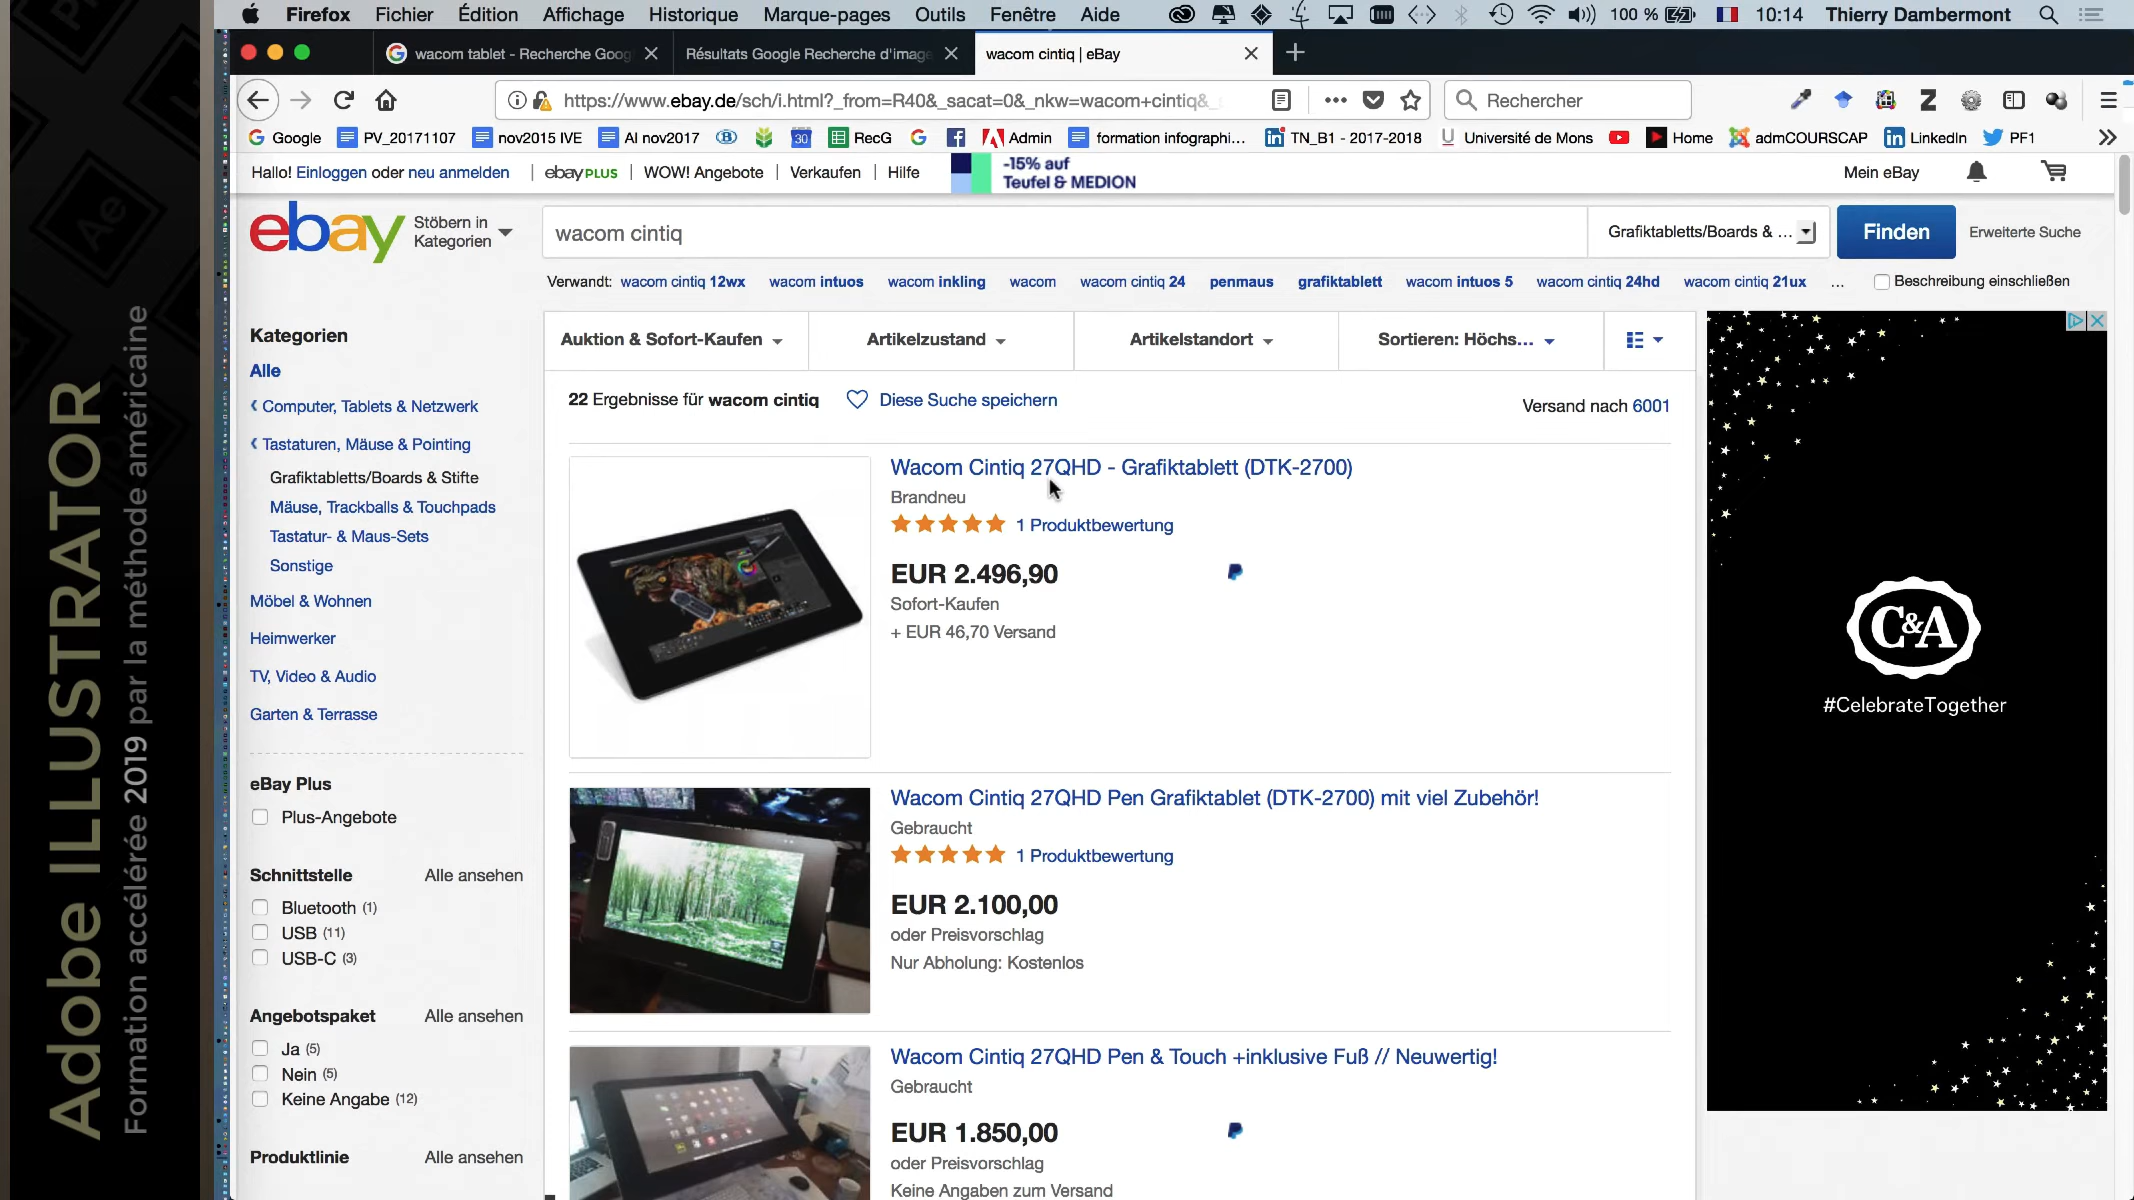 Adobe ILLUSTRATOR
Formation accélérée 2019 par la méthode américaine
Firefox Fichier Édition Affichage Historique Marque-pages Outils Fenêtre Aide 100 % 10:14 Thierry Dambermont
wacom tablet - Recherche Goog
Résultats Google Recherche d'image
wacom cintiq | eBay
https://www.ebay.de/sch/i.html?_from=R40&_sacat=0&_nkw=wacom+cintiq&_s
Rechercher
Google PV_20171107 nov2015 IVE AI nov2017 30 RecG Admin formation infographi... TN_B1 - 2017-2018 Université de Mons Home admCOURSCAP LinkedIn PF1
Hallo! Einloggen oder neu anmelden | ebay PLUS | WOW! Angebote | Verkaufen | Hilfe
-15% auf
Teufel & MEDION
Mein eBay
ebay
Stöbern in
Kategorien
wacom cintiq
Grafiktabletts/Boards & ...
Finden
Erweiterte Suche
Verwandt: wacom cintiq 12wx wacom intuos wacom inkling wacom wacom cintiq 24 penmaus grafiktablett wacom intuos 5 wacom cintiq 24hd wacom cintiq 21ux ... Beschreibung einschließen
Kategorien
Alle
Computer, Tablets & Netzwerk
Tastaturen, Mäuse & Pointing
Grafiktabletts/Boards & Stifte
Mäuse, Trackballs & Touchpads
Tastatur- & Maus-Sets
Sonstige
Möbel & Wohnen
Heimwerker
TV, Video & Audio
Garten & Terrasse
eBay Plus
Plus-Angebote
Schnittstelle Alle ansehen
Bluetooth (1)
USB (11)
USB-C (3)
Angebotspaket Alle ansehen
Ja (5)
Nein (5)
Keine Angabe (12)
Produktlinie Alle ansehen
Auktion & Sofort-Kaufen Artikelzustand Artikelstandort Sortieren: Höchs...
22 Ergebnisse für wacom cintiq Diese Suche speichern
Versand nach 6001
Wacom Cintiq 27QHD - Grafiktablett (DTK-2700)
Brandneu
1 Produktbewertung
EUR 2.496,90
Sofort-Kaufen
+ EUR 46,70 Versand
Wacom Cintiq 27QHD Pen Grafiktablet (DTK-2700) mit viel Zubehör!
Gebraucht
1 Produktbewertung
EUR 2.100,00
oder Preisvorschlag
Nur Abholung: Kostenlos
Wacom Cintiq 27QHD Pen & Touch +inklusive Fuß // Neuwertig!
Gebraucht
EUR 1.850,00
oder Preisvorschlag
Keine Angaben zum Versand
C&A
#CelebrateTogether